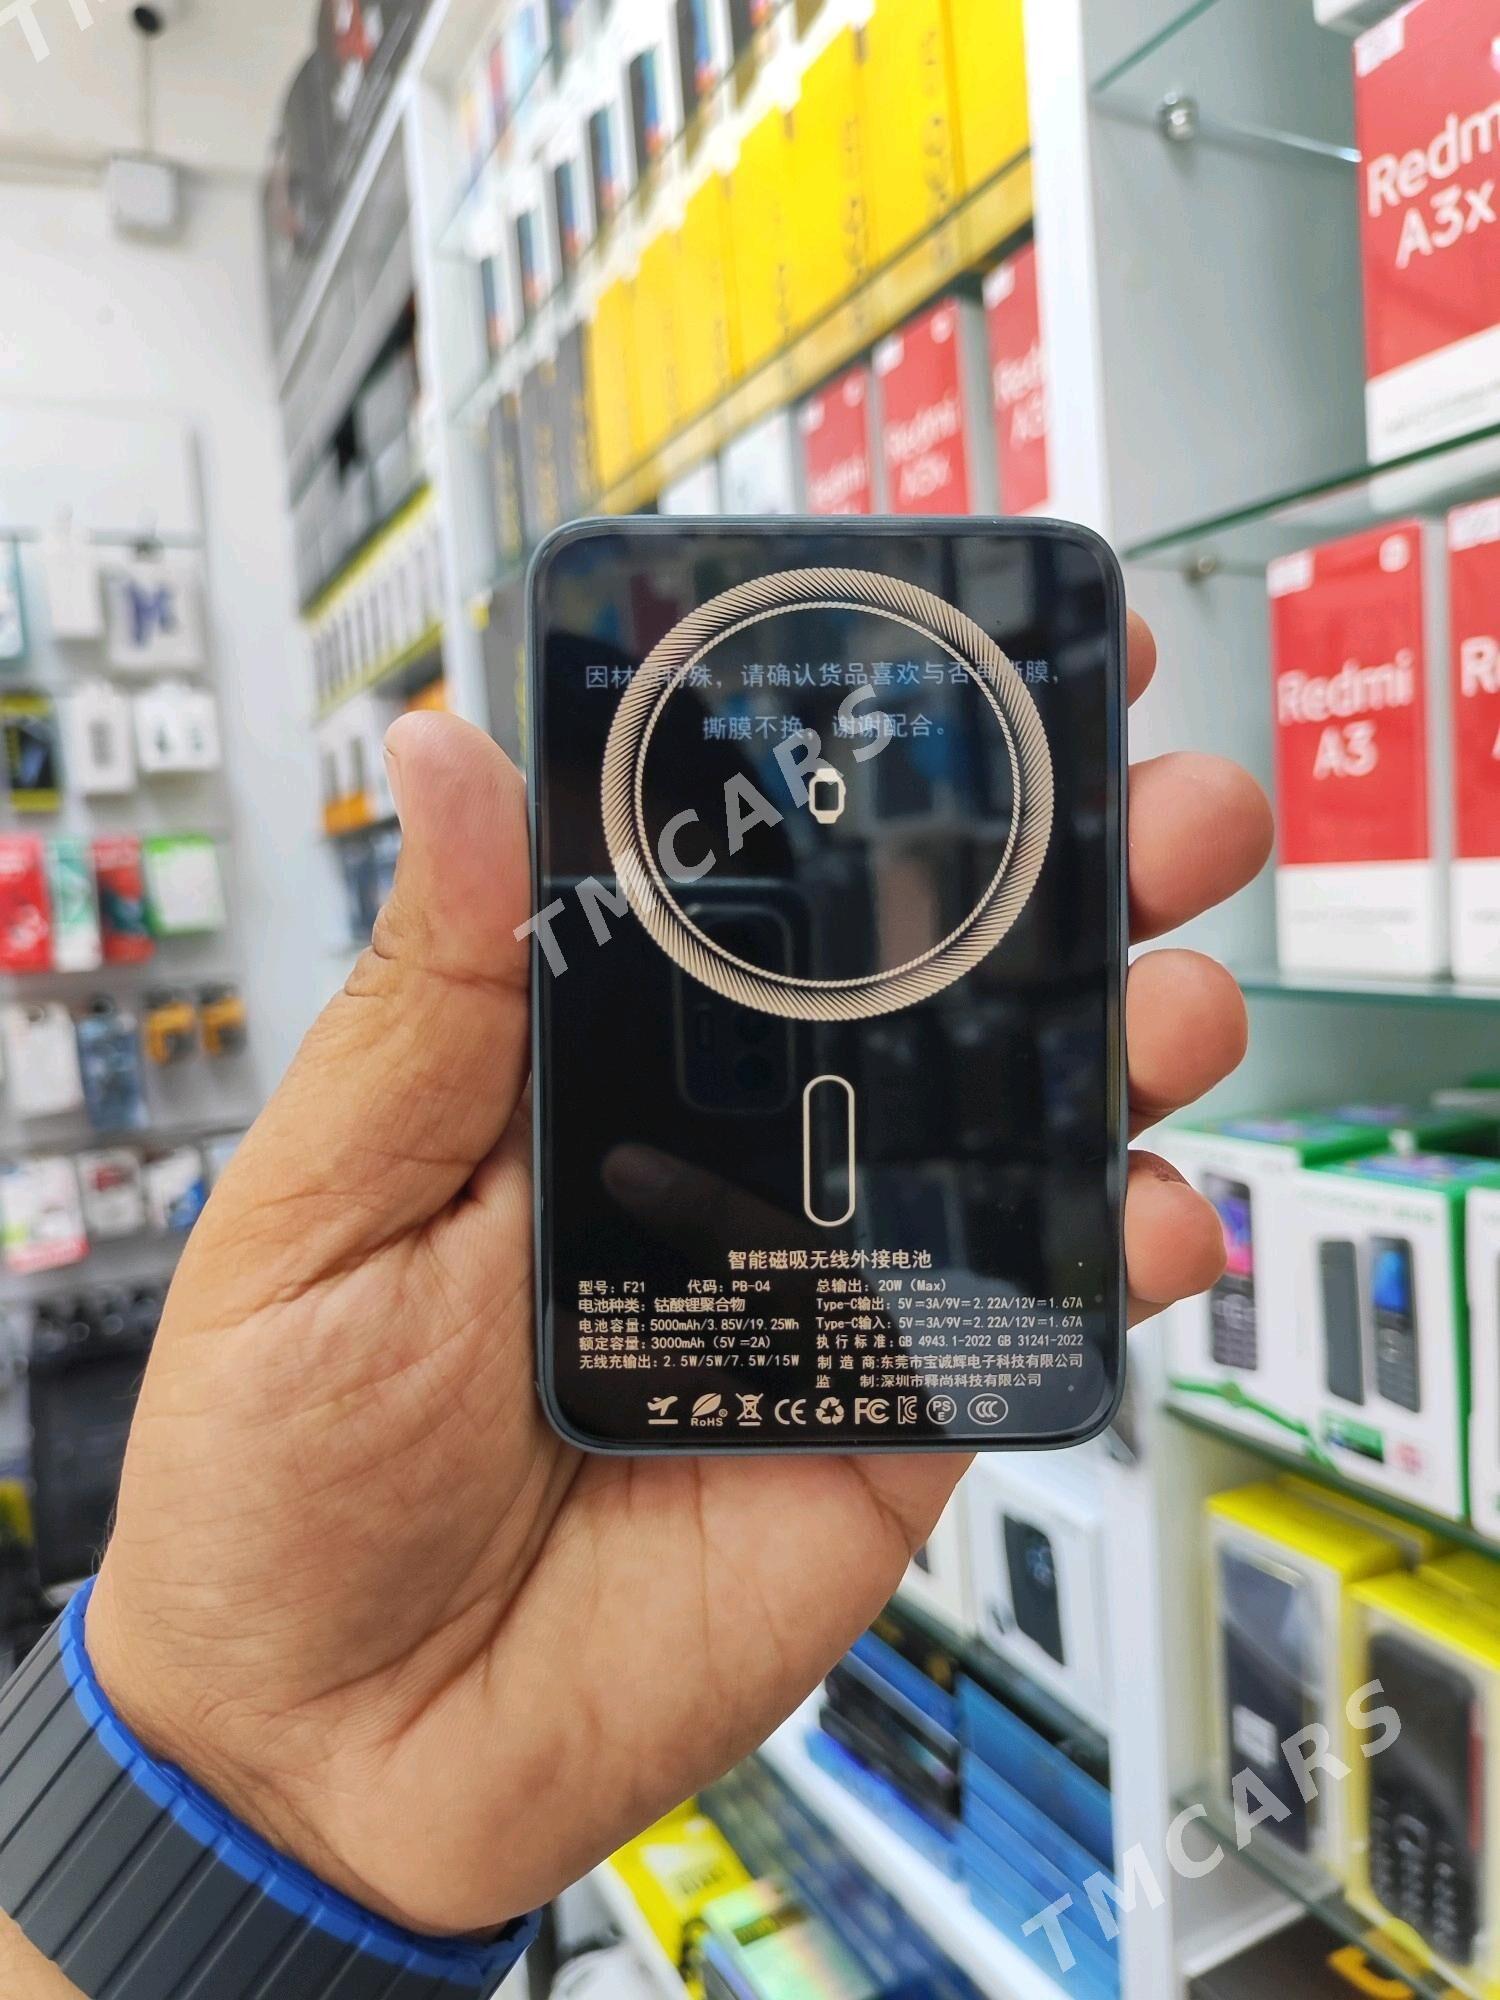 TMCARS
Redmi
A3x
Redmi
A3x
Redmi
A3
因材 特殊，请确认货品喜欢与否再撕膜，
撕膜不换，谢谢配合。
TMCARS
智能磁吸无线外接电池
型号：F21 代码：PB-04
电池种类：钴酸锂聚合物
电池容量：5000mAh/3.85V/19.25Wh
额定容量：3000mAh（5V＝2A）
无线充输出：2.5W/5W/7.5W/15W
总输出：20W（Max）
Type-C输出：5V＝3A/9V＝2.22A/12V＝1.67A
Type-C输入：5V＝3A/9V＝2.22A/12V＝1.67A
执行标准：GB 4943.1-2022 GB 31241-2022
制造商:东莞市宝诚辉电子科技有限公司
监制:深圳市释尚科技有限公司
RoHS CE FC PSE CCC
TMCARS